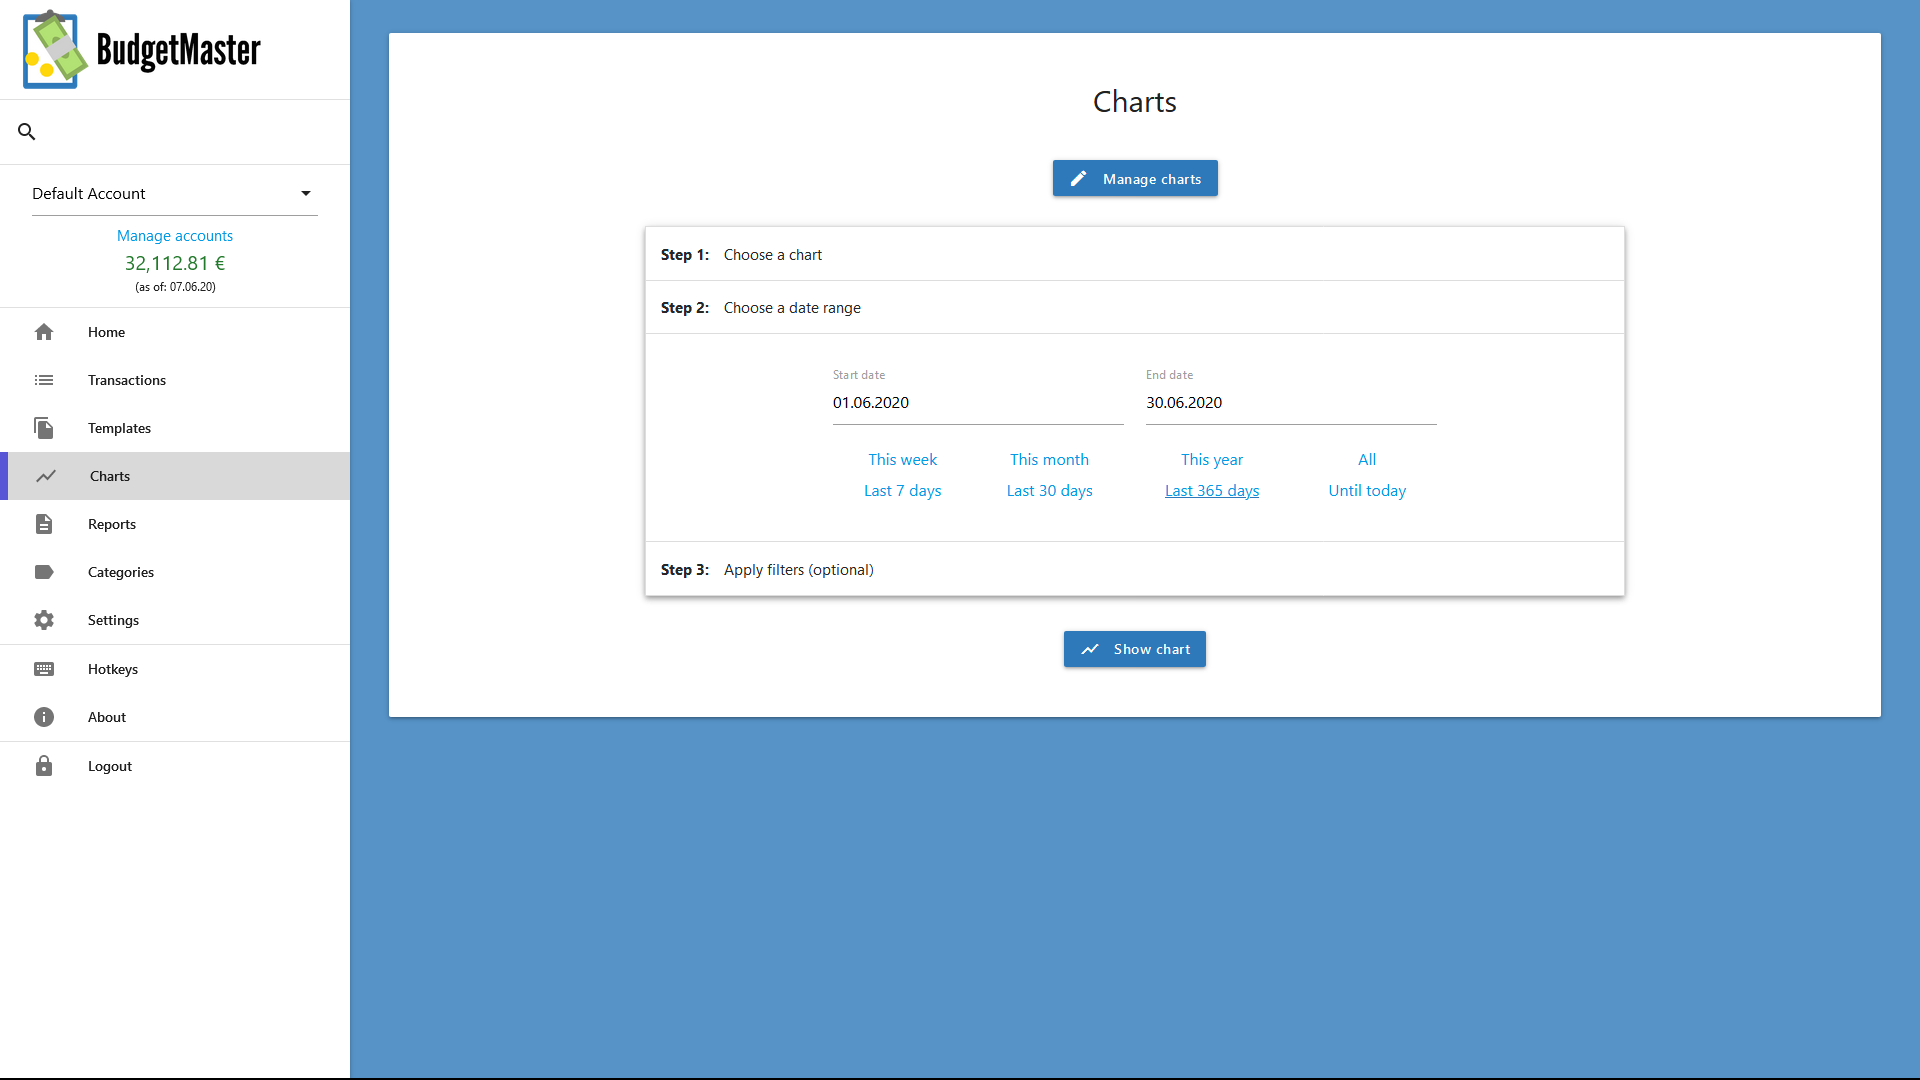 BudgetMaster
Default Account
Manage accounts
32,112.81 €
(as of: 07.06.20)
Home
Transactions
Templates
Charts
Reports
Categories
Settings
Hotkeys
About
Logout
Charts
Manage charts
Step 1: Choose a chart
Step 2: Choose a date range
Start date End date
01.06.2020 30.06.2020
This week This month This year All
Last 7 days Last 30 days Last 365 days Until today
Step 3: Apply filters (optional)
Show chart